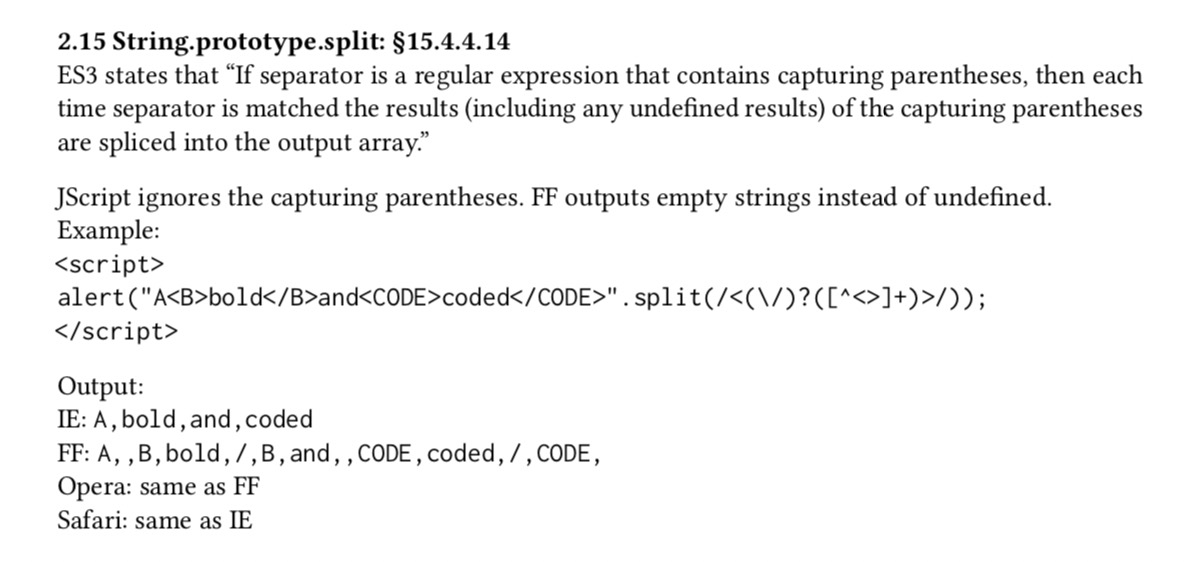 2.15 String.prototype.split: §15.4.4.14
ES3 states that “If separator is a regular expression that contains capturing parentheses, then each
time separator is matched the results (including any undefined results) of the capturing parentheses
are spliced into the output array.”
JScript ignores the capturing parentheses. FF outputs empty strings instead of undefined.
Example:
<script>
alert("A<B>bold</B>and<CODE>coded</CODE>".split(/<(\/)?([^<>]+)>/));
</script>
Output:
IE: A,bold,and,coded
FF: A,,B,bold,/,B,and,,CODE,coded,/,CODE,
Opera: same as FF
Safari: same as IE